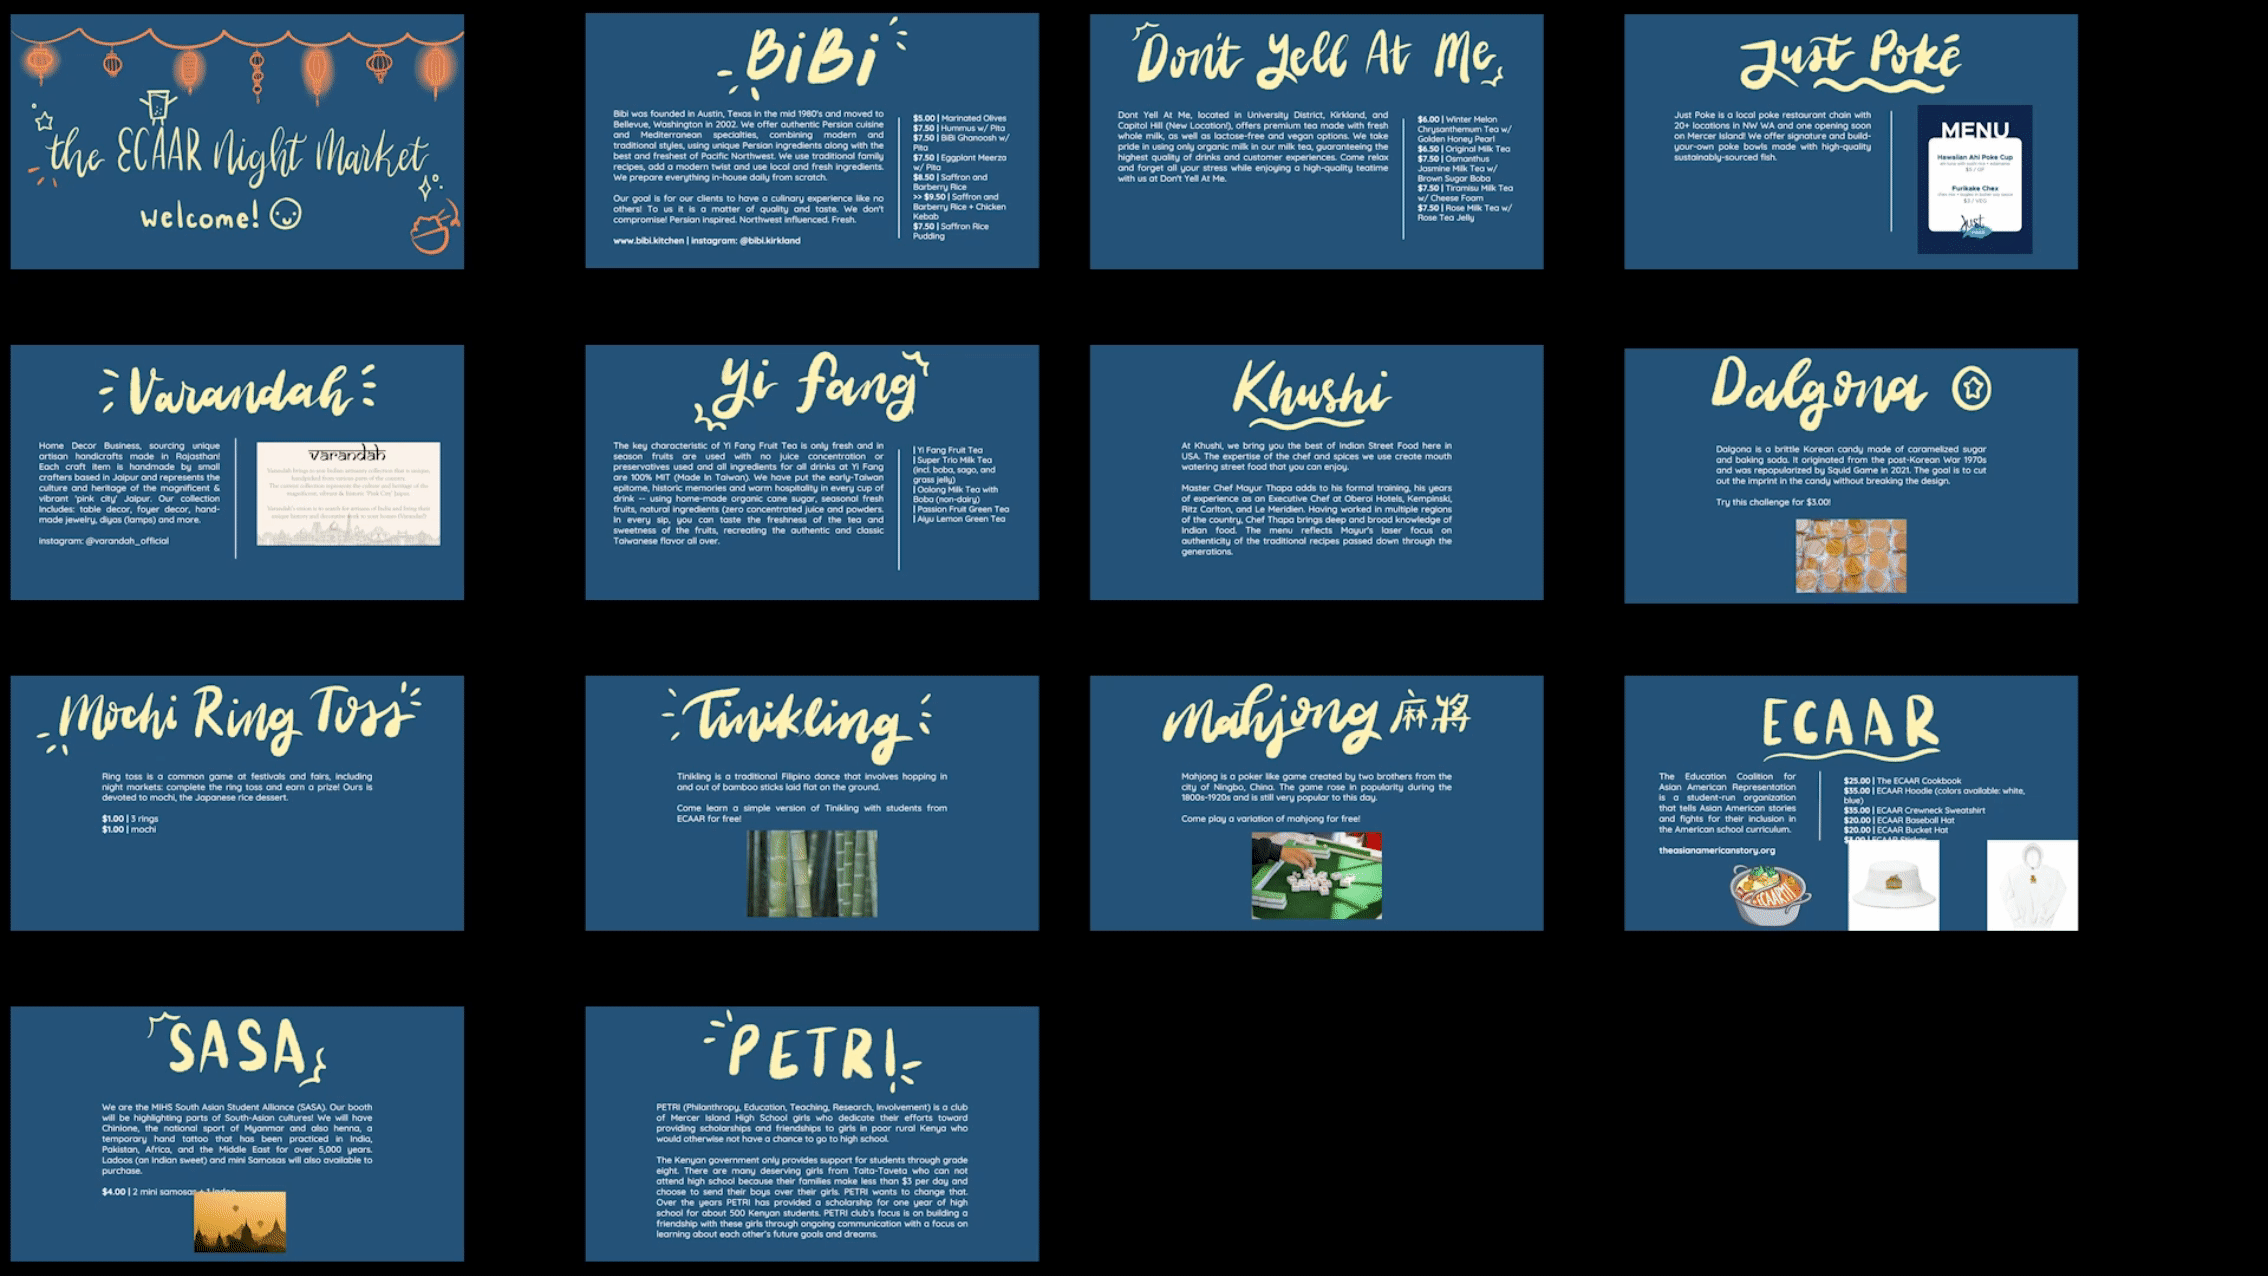 the ECAAR Night Market
welcome!
BiBi
Bibi was founded in Austin, Texas in the mid 1980's and moved to
Bellevue, Washington in 2002. We offer authentic Persian cuisine
and Mediterranean specialties, combining modern and
traditional styles, using unique Persian ingredients along with the
best and freshest of Pacific Northwest. We use traditional family
recipes, add a modern twist and use local and fresh ingredients.
We prepare everything in-house daily from scratch.
Our goal is for our clients to have a culinary experience like no
others! To us it is a matter of quality and taste. We don't
compromise! Persian inspired. Northwest influenced. Fresh.
www.bibi.kitchen | instagram: @bibi.kirkland
$5.00 | Marinated Olives
$7.50 | Hummus w/ Pita
$7.50 | BiBi Ghanoosh w/
Pita
$7.50 | Eggplant Meerza
w/ Pita
$8.50 | Saffron and
Barberry Rice
>> $9.50 | Saffron and
Barberry Rice + Chicken
Kebab
$7.50 | Saffron Rice
Pudding
Don't Yell At Me
Dont Yell At Me, located in University District, Kirkland, and
Capitol Hill (New Location!), offers premium tea made with fresh
whole milk, as well as lactose-free and vegan options. We take
pride in using only organic milk in our milk tea, guaranteeing the
highest quality of drinks and customer experiences. Come relax
and forget all your stress while enjoying a high-quality teatime
with us at Don't Yell At Me.
$6.00 | Winter Melon
Chrysanthemum Tea w/
Golden Honey Pearl
$6.50 | Original Milk Tea
$7.50 | Osmanthus
Jasmine Milk Tea w/
Brown Sugar Boba
$7.50 | Tiramisu Milk Tea
w/ Cheese Foam
$7.50 | Rose Milk Tea w/
Rose Tea Jelly
Just Poké
Just Poke is a local poke restaurant chain with
20+ locations in NW WA and one opening soon
on Mercer Island! We offer signature and build-
your-own poke bowls made with high-quality
sustainably-sourced fish.
MENU
Hawaiian Ahi Poke Cup
$5 / GF
Furikake Chex
$3 / VEG
Just
POKE
Varandah
Home Decor Business, sourcing unique
artisan handicrafts made in Rajasthan!
Each craft item is handmade by small
crafters based in Jaipur and represents the
culture and heritage of the magnificent &
vibrant 'pink city' Jaipur. Our collection
Includes: table decor, foyer decor, hand-
made jewelry, diyas (lamps) and more.
instagram: @varandah_official
varandah
Yi fang
The key characteristic of Yi Fang Fruit Tea is only fresh and in
season fruits are used with no juice concentration or
preservatives used and all ingredients for all drinks at Yi Fang
are 100% MIT (Made In Taiwan). We have put the early-Taiwan
epitome, historic memories and warm hospitality in every cup of
drink -- using home-made organic cane sugar, seasonal fresh
fruits, natural ingredients (zero concentrated juice and powders.
In every sip, you can taste the freshness of the tea and
sweetness of the fruits, recreating the authentic and classic
Taiwanese flavor all over.
| Yi Fang Fruit Tea
| Super Trio Milk Tea
(incl. boba, sago, and
grass jelly)
| Oolong Milk Tea with
Boba (non-dairy)
| Passion Fruit Green Tea
| Aiyu Lemon Green Tea
Khushi
At Khushi, we bring you the best of Indian Street Food here in
USA. The expertise of the chef and spices we use create mouth
watering street food that you can enjoy.
Master Chef Mayur Thapa adds to his formal training, his years
of experience as an Executive Chef at Oberoi Hotels, Kempinski,
Ritz Carlton, and Le Meridien. Having worked in multiple regions
of the country, Chef Thapa brings deep and broad knowledge of
Indian food. The menu reflects Mayur's laser focus on
authenticity of the traditional recipes passed down through the
generations.
Dalgona
Dalgona is a brittle Korean candy made of caramelized sugar
and baking soda. It originated from the post-Korean War 1970s
and was repopularized by Squid Game in 2021. The goal is to cut
out the imprint in the candy without breaking the design.
Try this challenge for $3.00!
Mochi Ring Toss
Ring toss is a common game at festivals and fairs, including
night markets: complete the ring toss and earn a prize! Ours is
devoted to mochi, the Japanese rice dessert.
$1.00 | 3 rings
$1.00 | mochi
Tinikling
Tinikling is a traditional Filipino dance that involves hopping in
and out of bamboo sticks laid flat on the ground.
Come learn a simple version of Tinikling with students from
ECAAR for free!
Mahjong 麻將
Mahjong is a poker like game created by two brothers from the
city of Ningbo, China. The game rose in popularity during the
1800s-1920s and is still very popular to this day.
Come play a variation of mahjong for free!
ECAAR
The Education Coalition for
Asian American Representation
is a student-run organization
that tells Asian American stories
and fights for their inclusion in
the American school curriculum.
theasianamericanstory.org
$25.00 | The ECAAR Cookbook
$35.00 | ECAAR Hoodie (colors available: white,
blue)
$35.00 | ECAAR Crewneck Sweatshirt
$20.00 | ECAAR Baseball Hat
$20.00 | ECAAR Bucket Hat
SASA
We are the MIHS South Asian Student Alliance (SASA). Our booth
will be highlighting parts of South-Asian cultures! We will have
Chinlone, the national sport of Myanmar and also henna, a
temporary hand tattoo that has been practiced in India,
Pakistan, Africa, and the Middle East for over 5,000 years.
Ladoos (an Indian sweet) and mini Samosas will also available to
purchase.
$4.00 | 2 mini samosas
PETRI
PETRI (Philanthropy, Education, Teaching, Research, Involvement) is a club
of Mercer Island High School girls who dedicate their efforts toward
providing scholarships and friendships to girls in poor rural Kenya who
would otherwise not have a chance to go to high school.
The Kenyan government only provides support for students through grade
eight. There are many deserving girls from Taita-Taveta who can not
attend high school because their families make less than $3 per day and
choose to send their boys over their girls. PETRI wants to change that.
Over the years PETRI has provided a scholarship for one year of high
school for about 500 Kenyan students. PETRI club's focus is on building a
friendship with these girls through ongoing communication with a focus on
learning about each other's future goals and dreams.